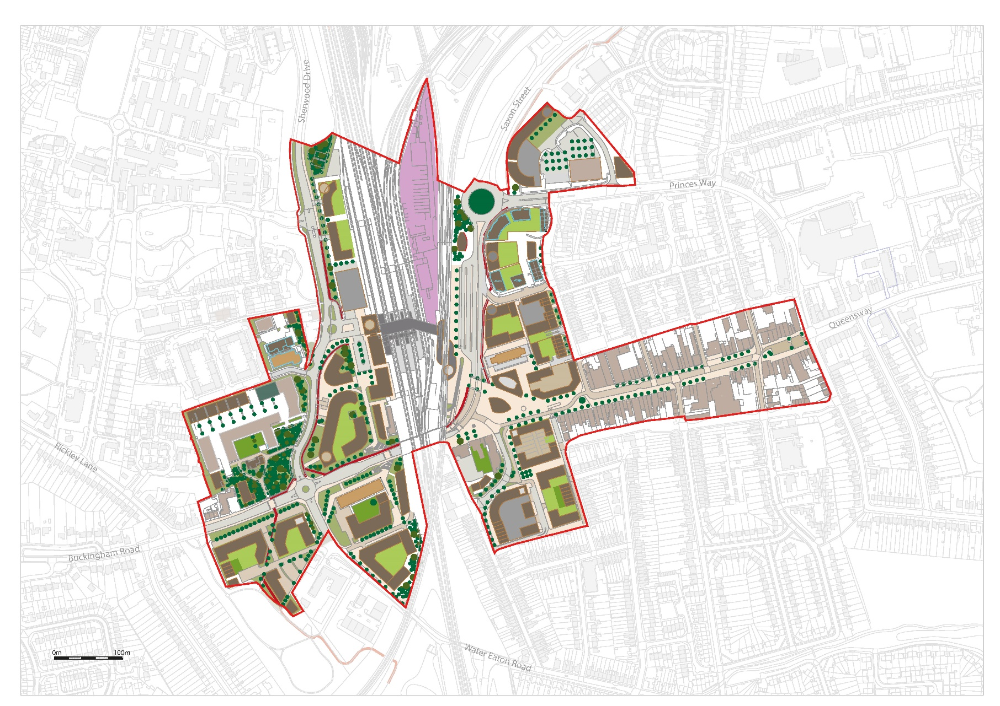 Sherwood Drive
Saxon Street
Princes Way
Queensway
Rickley Lane
Buckingham Road
Water Eaton Road
0m 100m